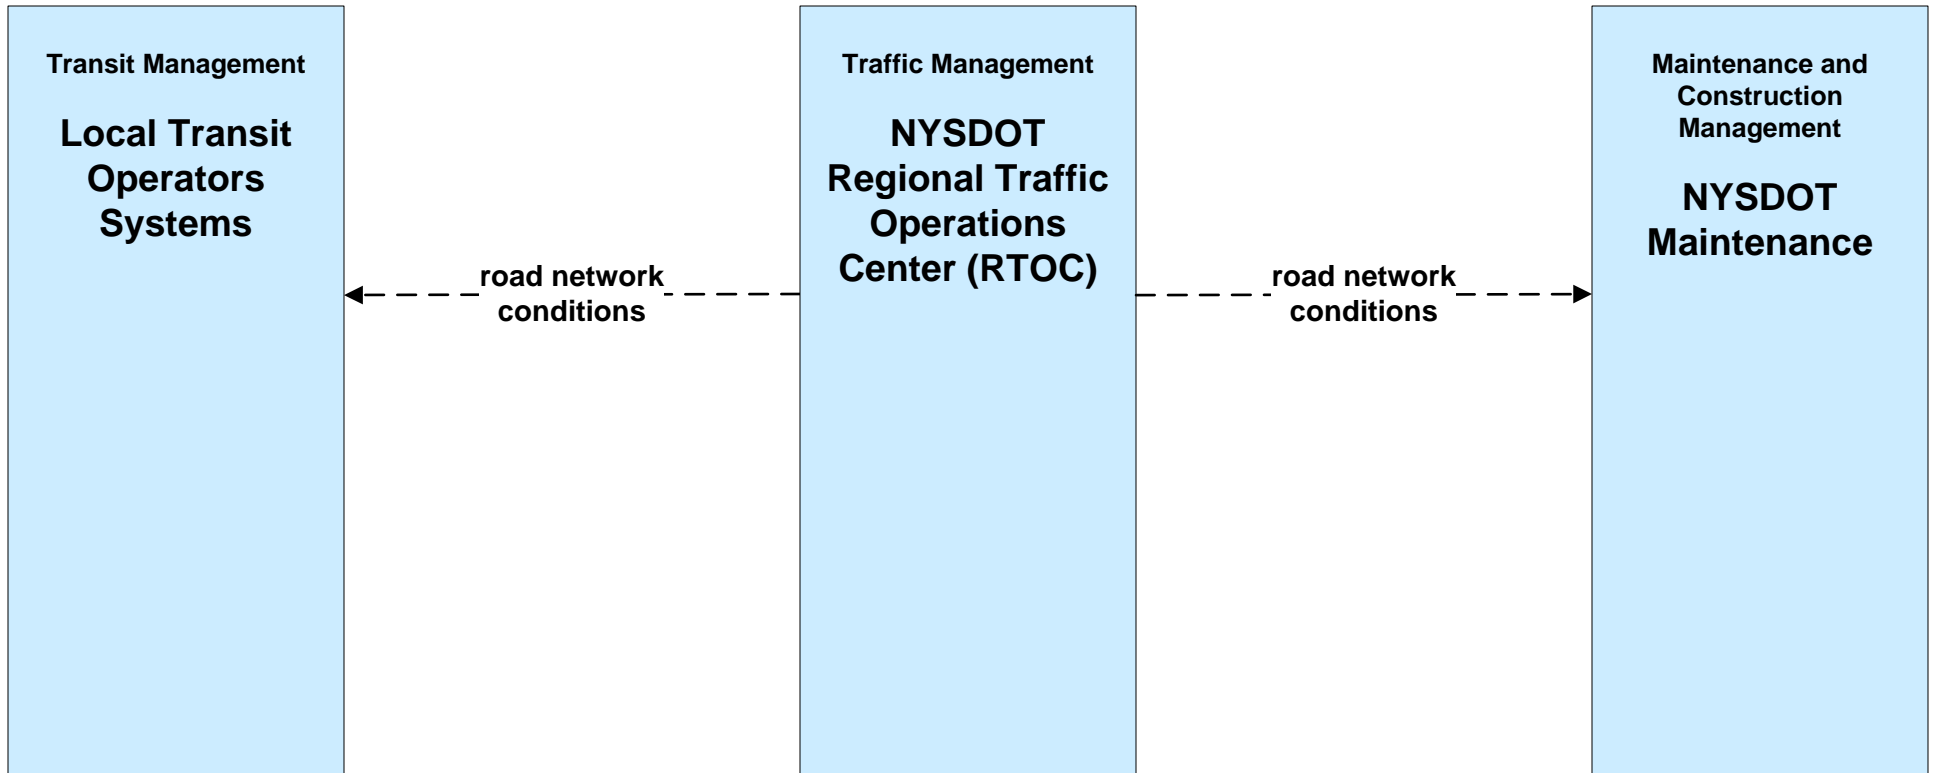 Transit Management
Local Transit
Operators
Systems
road network
conditions
Traffic Management
NYSDOT
Regional Traffic
Operations
Center (RTOC)
road network
conditions
Maintenance and
Construction
Management
NYSDOT
Maintenance